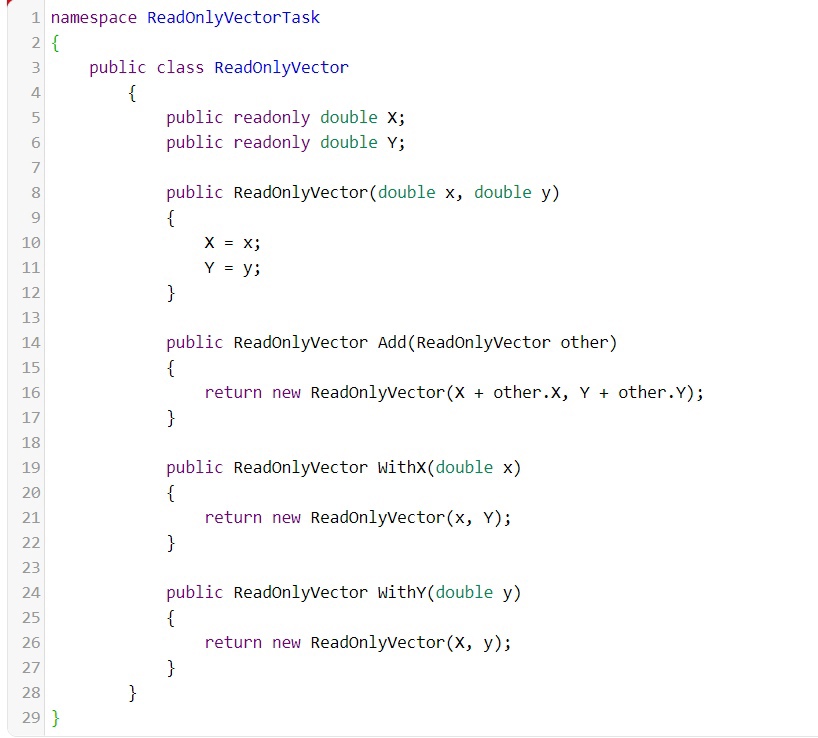 1 namespace ReadOnlyVectorTask
2 {
3     public class ReadOnlyVector
4         {
5             public readonly double X;
6             public readonly double Y;
7
8             public ReadOnlyVector(double x, double y)
9             {
10                 X = x;
11                 Y = y;
12             }
13
14             public ReadOnlyVector Add(ReadOnlyVector other)
15             {
16                 return new ReadOnlyVector(X + other.X, Y + other.Y);
17             }
18
19             public ReadOnlyVector WithX(double x)
20             {
21                 return new ReadOnlyVector(x, Y);
22             }
23
24             public ReadOnlyVector WithY(double y)
25             {
26                 return new ReadOnlyVector(X, y);
27             }
28         }
29 }